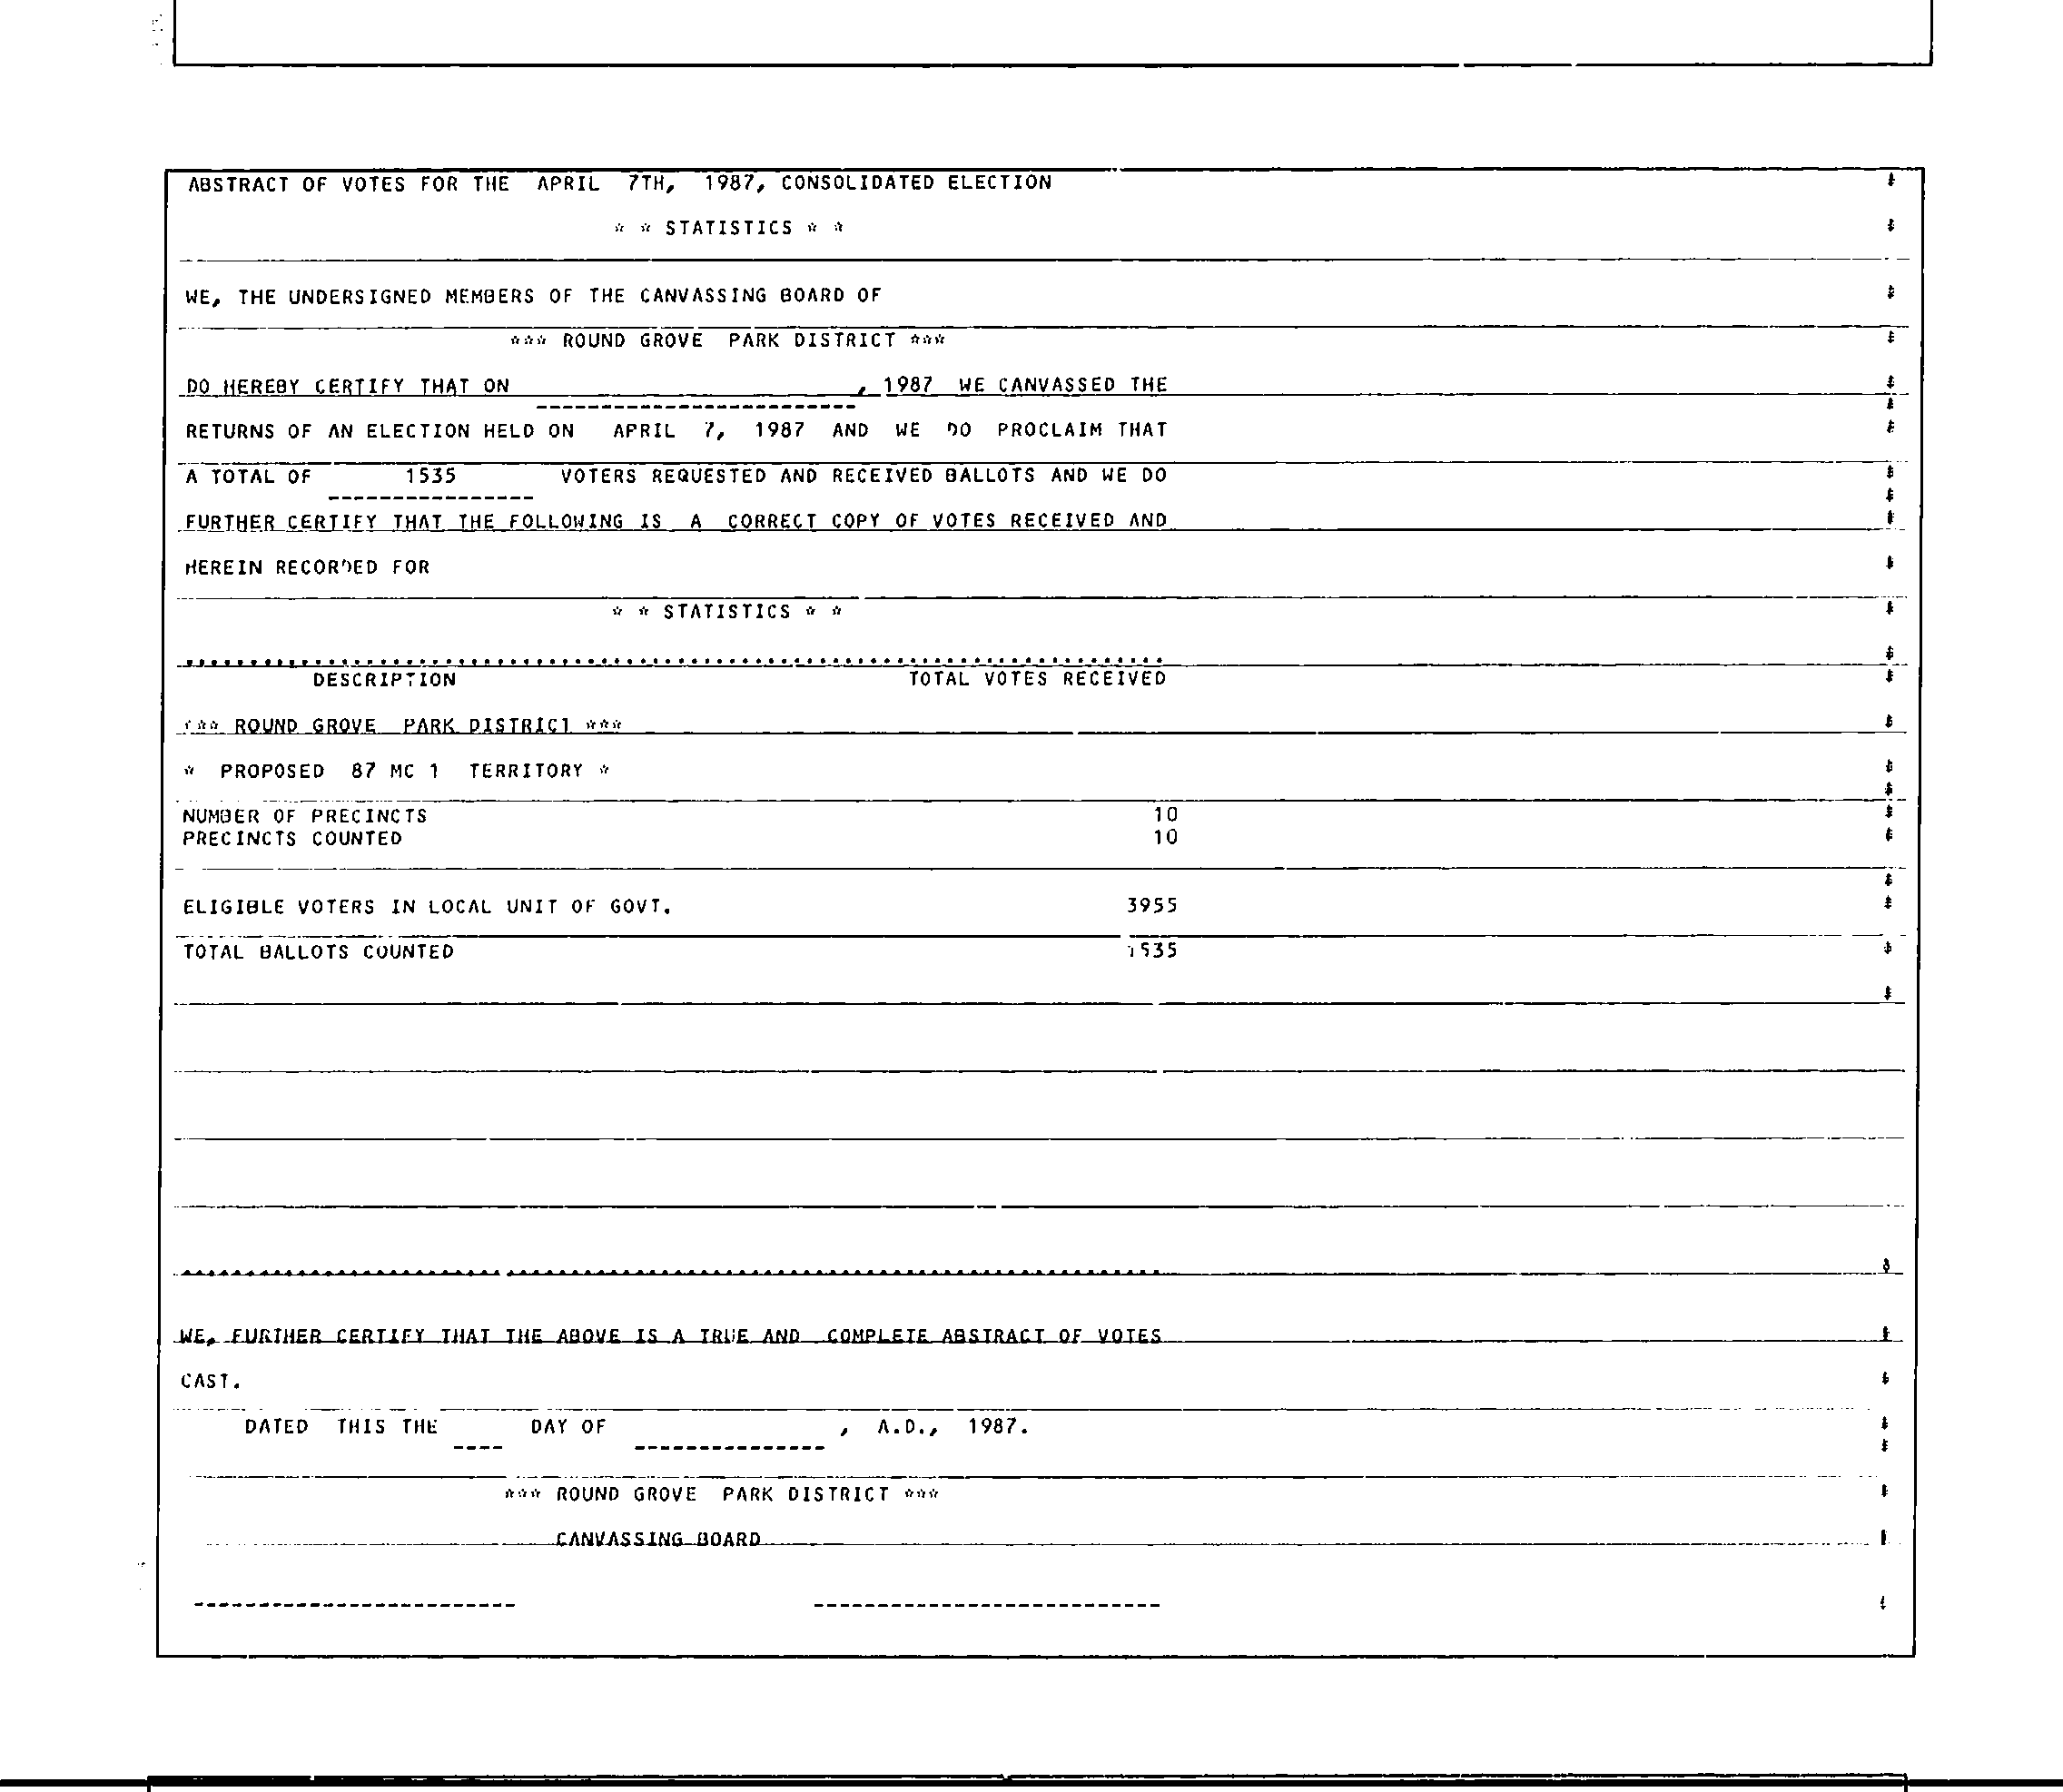 ABSTRACT OF VOTES FOR THE APRIL 7TH, 1987, CONSOLIDATED ELECTION
* * STATISTICS * *
WE, THE UNDERSIGNED MEMBERS OF THE CANVASSING BOARD OF
*** ROUND GROVE PARK DISTRICT ***
DO HEREBY CERTIFY THAT ON , 1987 WE CANVASSED THE
RETURNS OF AN ELECTION HELD ON APRIL 7, 1987 AND WE DO PROCLAIM THAT
A TOTAL OF 1535 VOTERS REQUESTED AND RECEIVED BALLOTS AND WE DO
FURTHER CERTIFY THAT THE FOLLOWING IS A CORRECT COPY OF VOTES RECEIVED AND
HEREIN RECORDED FOR
* * STATISTICS * *
DESCRIPTION TOTAL VOTES RECEIVED
*** ROUND GROVE PARK DISTRICT ***
* PROPOSED 87 MC 1 TERRITORY *
NUMBER OF PRECINCTS 10
PRECINCTS COUNTED 10
ELIGIBLE VOTERS IN LOCAL UNIT OF GOVT. 3955
TOTAL BALLOTS COUNTED 1535
WE, FURTHER CERTIFY THAT THE ABOVE IS A TRUE AND COMPLETE ABSTRACT OF VOTES
CAST.
DATED THIS THE ---- DAY OF ---------------, A.D., 1987.
*** ROUND GROVE PARK DISTRICT ***
CANVASSING BOARD